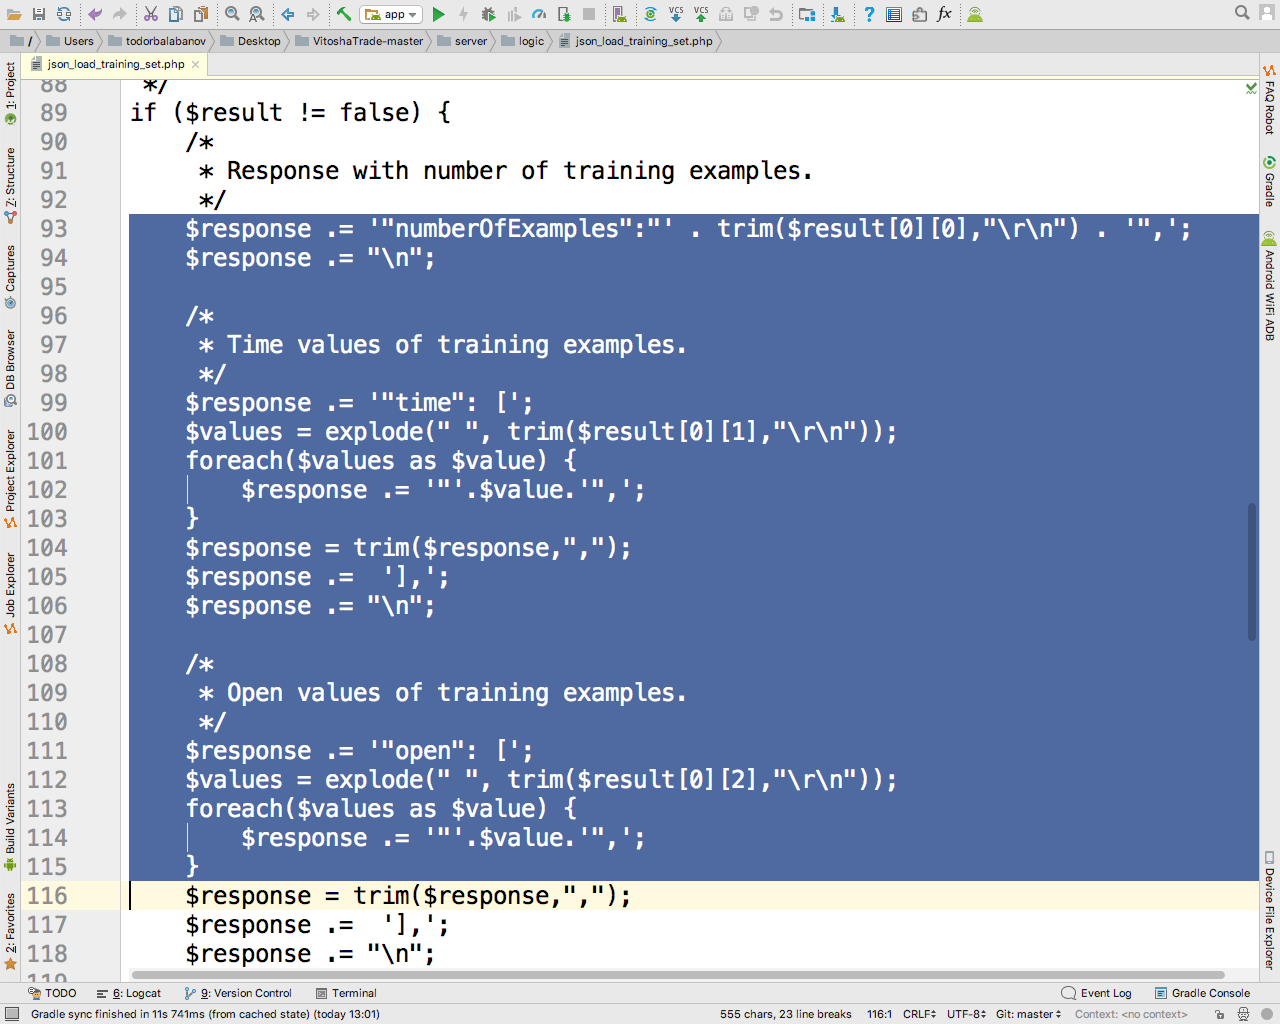 app
VCS
VCS
?
fx
/
Users
todorbalabanov
Desktop
VitoshaTrade-master
server
logic
json_load_training_set.php
json_load_training_set.php
1: Project
Z: Structure
Captures
DB Browser
Project Explorer
Job Explorer
Build Variants
2: Favorites
88 */
89 if ($result != false) {
90 /*
91 * Response with number of training examples.
92 */
93 $response .= '"numberOfExamples":"' . trim($result[0][0],"\r\n") . '",';
94 $response .= "\n";
95
96 /*
97 * Time values of training examples.
98 */
99 $response .= '"time": [';
100 $values = explode(" ", trim($result[0][1],"\r\n"));
101 foreach($values as $value) {
102 $response .= '"'.$value.'",';
103 }
104 $response = trim($response,",");
105 $response .=  '],';
106 $response .= "\n";
107
108 /*
109 * Open values of training examples.
110 */
111 $response .= '"open": [';
112 $values = explode(" ", trim($result[0][2],"\r\n"));
113 foreach($values as $value) {
114 $response .= '"'.$value.'",';
115 }
116 $response = trim($response,",");
117 $response .=  '],';
118 $response .= "\n";
119
FAQ Robot
Gradle
Android WiFi ADB
Device File Explorer
TODO
6: Logcat
9: Version Control
Terminal
Event Log
Gradle Console
Gradle sync finished in 11s 741ms (from cached state) (today 13:01)
555 chars, 23 line breaks
116:1
CRLF
UTF-8
Git: master
Context: <no context>